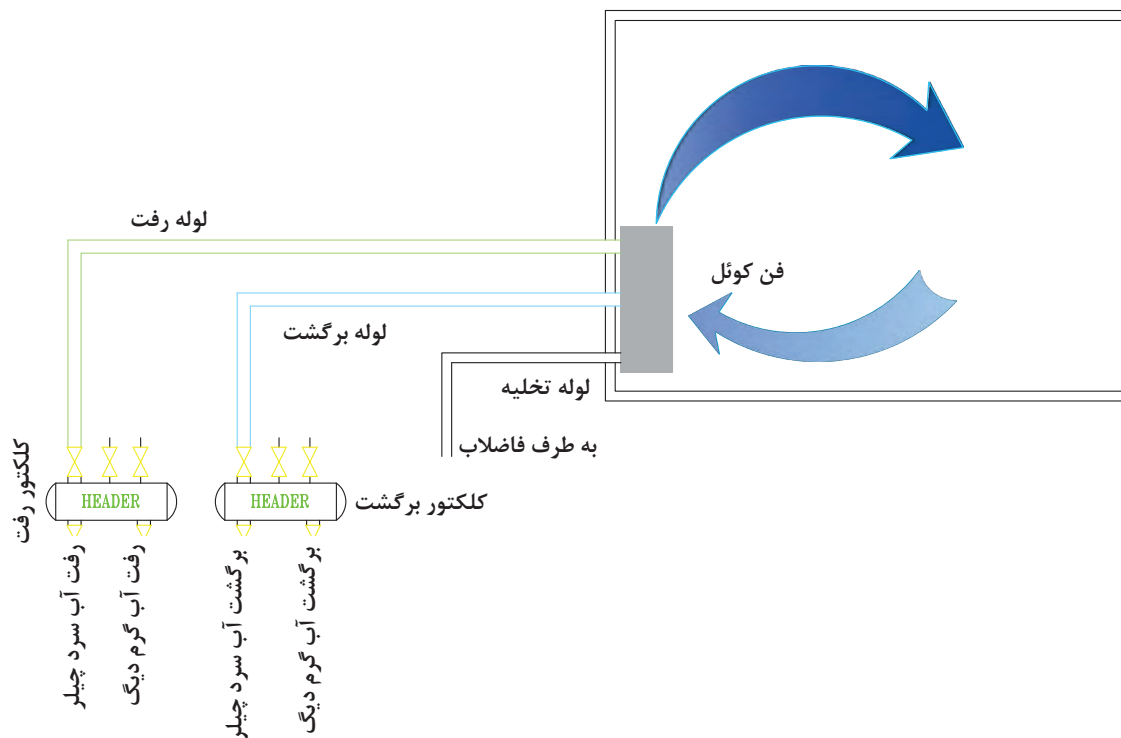 لوله رفت
فن کوئل
لوله برگشت
لوله تخلیه
به طرف فاضلاب
کلکتور رفت
HEADER
HEADER
کلکتور برگشت
رفت آب سرد چیلر
رفت آب گرم دیگ
برگشت آب سرد چیلر
برگشت آب گرم دیگ